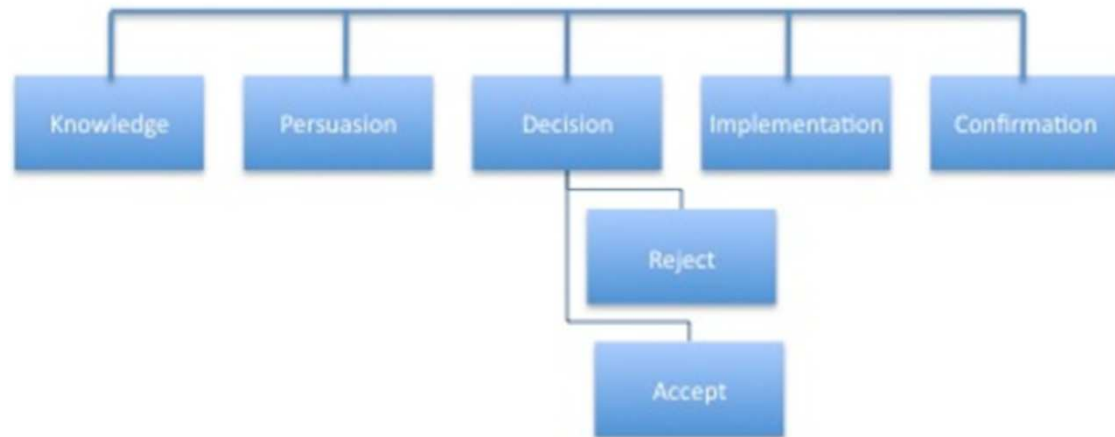 Knowledge
Persuasion
Decision
Implementation
Confirmation
Reject
Accept